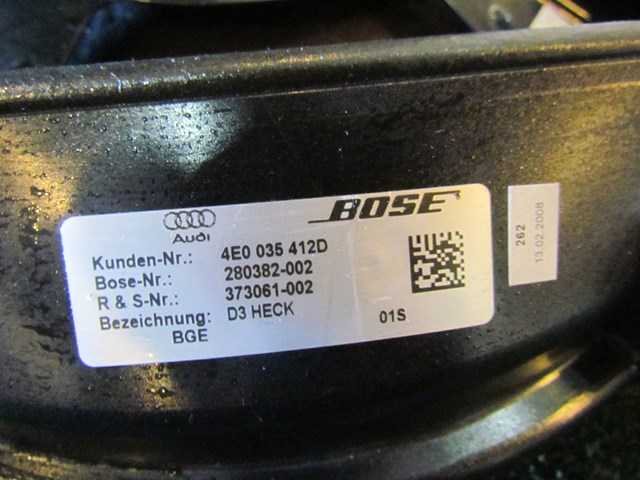 Audi
BOSE
Kunden-Nr.: 4E0 035 412D
Bose-Nr.: 280382-002
R & S-Nr.: 373061-002
Bezeichnung: D3 HECK
BGE
01S
262
13.02.2008